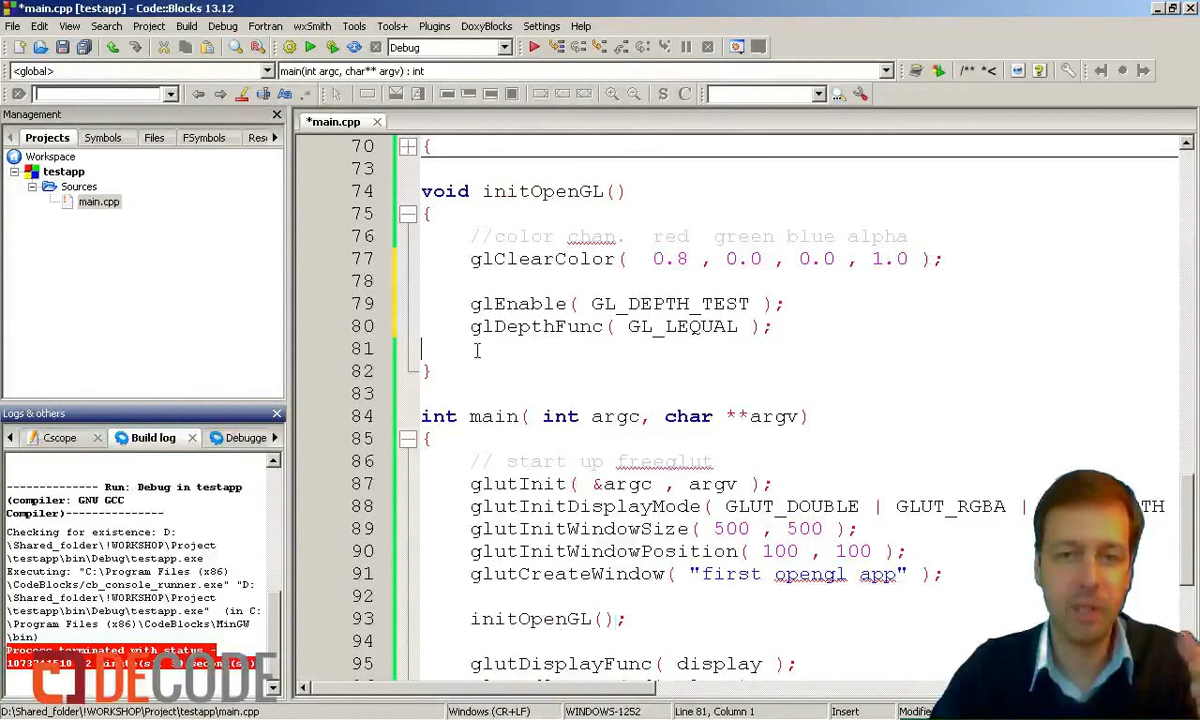 *main.cpp [testapp] - Code::Blocks 13.12
File Edit View Search Project Build Debug Fortran wxSmith Tools Tools+ Plugins DoxyBlocks Settings Help
Debug
<global>
main(int argc, char** argv) : int
/** *<
S C
Management
*main.cpp
Projects Symbols Files FSymbols Res
Workspace
testapp
Sources
main.cpp
70 {
73
74 void initOpenGL()
75 {
76 //color chan. red green blue alpha
77 glClearColor( 0.8 , 0.0 , 0.0 , 1.0 );
78
79 glEnable( GL_DEPTH_TEST );
80 glDepthFunc( GL_LEQUAL );
81
82 }
83
84 int main( int argc, char **argv)
85 {
86 // start up freeglut
87 glutInit( &argc , argv );
88 glutInitDisplayMode( GLUT_DOUBLE | GLUT_RGBA | TH
89 glutInitWindowSize( 500 , 500 );
90 glutInitWindowPosition( 100 , 100 );
91 glutCreateWindow( "first opengl app" );
92
93 initOpenGL();
94
95 glutDisplayFunc( display );
Logs & others
Cscope Build log Debugge
-------------- Run: Debug in testapp
(compiler: GNU GCC
Compiler)---------------
Checking for existence: D:
\Shared_folder\!WORKSHOP\Project
\testapp\bin\Debug\testapp.exe
Executing: "C:\Program Files (x86)
\CodeBlocks/cb_console_runner.exe" "D:
\Shared_folder\!WORKSHOP\Project
\testapp\bin\Debug\testapp.exe" (in C:
\Program Files (x86)\CodeBlocks\MinGW
\bin)
Process terminated with status -
DECODE
D:\Shared_folder\!WORKSHOP\Project\testapp\main.cpp
Windows (CR+LF)
WINDOWS-1252
Line 81, Column 1
Insert
Modifie